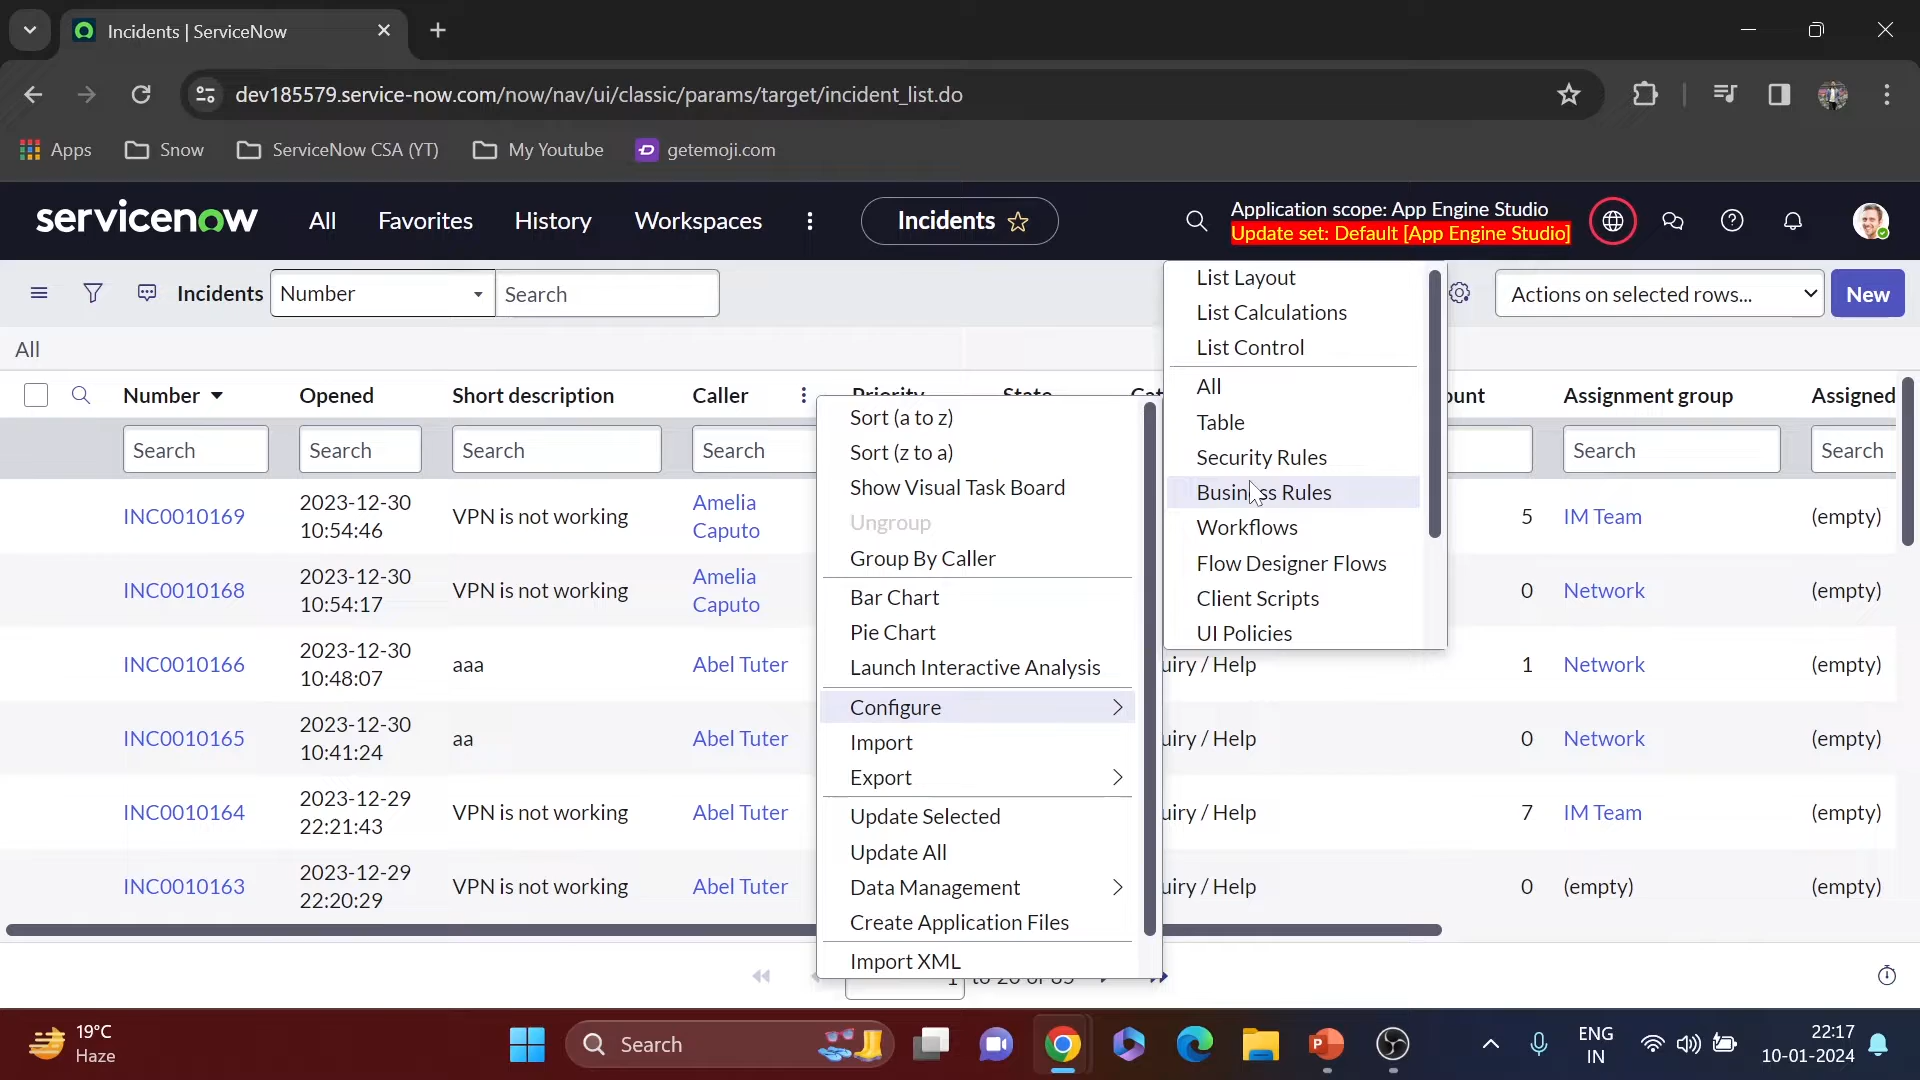 Incidents | ServiceNow
dev185579.service-now.com/now/nav/ui/classic/params/target/incident_list.do
Apps
Snow
ServiceNow CSA (YT)
My Youtube
getemoji.com
servicenow
All
Favorites
History
Workspaces
Incidents
Application scope: App Engine Studio
Update set: Default [App Engine Studio]
Incidents
Number
Search
Actions on selected rows...
New
All
Number
Opened
Short description
Caller
Assignment group
Assigned
Search
Search
Search
Search
Search
Search
INC0010169
2023-12-30
10:54:46
VPN is not working
Amelia
Caputo
5
IM Team
(empty)
INC0010168
2023-12-30
10:54:17
VPN is not working
Amelia
Caputo
0
Network
(empty)
INC0010166
2023-12-30
10:48:07
aaa
Abel Tuter
uiry / Help
1
Network
(empty)
INC0010165
2023-12-30
10:41:24
aa
Abel Tuter
uiry / Help
0
Network
(empty)
INC0010164
2023-12-29
22:21:43
VPN is not working
Abel Tuter
uiry / Help
7
IM Team
(empty)
INC0010163
2023-12-29
22:20:29
VPN is not working
Abel Tuter
uiry / Help
0
(empty)
(empty)
Sort (a to z)
Sort (z to a)
Show Visual Task Board
Ungroup
Group By Caller
Bar Chart
Pie Chart
Launch Interactive Analysis
Configure
Import
Export
Update Selected
Update All
Data Management
Create Application Files
Import XML
List Layout
List Calculations
List Control
All
Table
Security Rules
Business Rules
Workflows
Flow Designer Flows
Client Scripts
UI Policies
19°C
Haze
Search
ENG
IN
22:17
10-01-2024